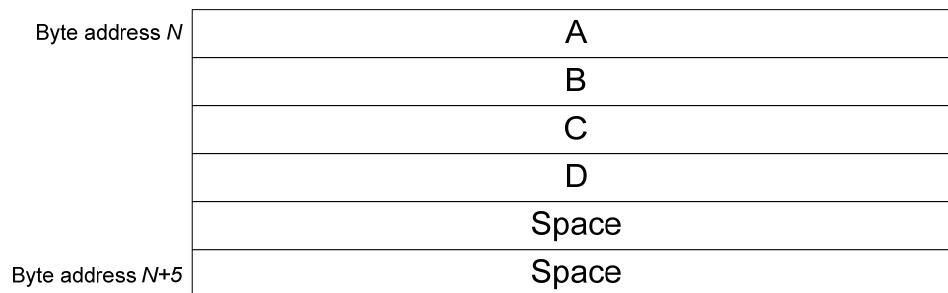 Byte address N
A
B
C
D
Space
Byte address N+5
Space